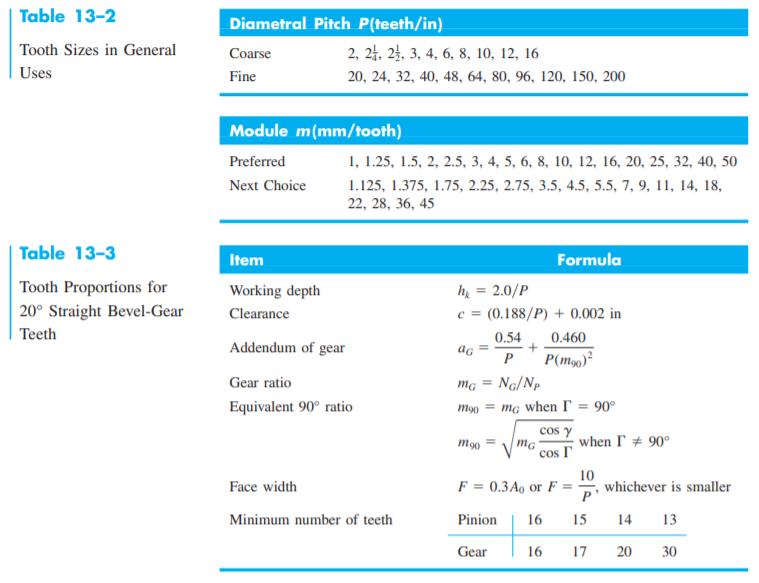 Table 13–2
Tooth Sizes in General
Uses
Diametral Pitch P(teeth/in)
Coarse 2, 2¼, 2½, 3, 4, 6, 8, 10, 12, 16
Fine 20, 24, 32, 40, 48, 64, 80, 96, 120, 150, 200
Module m(mm/tooth)
Preferred 1, 1.25, 1.5, 2, 2.5, 3, 4, 5, 6, 8, 10, 12, 16, 20, 25, 32, 40, 50
Next Choice 1.125, 1.375, 1.75, 2.25, 2.75, 3.5, 4.5, 5.5, 7, 9, 11, 14, 18,
22, 28, 36, 45
Table 13–3
Tooth Proportions for
20° Straight Bevel-Gear
Teeth
Item Formula
Working depth hₖ = 2.0/P
Clearance c = (0.188/P) + 0.002 in
Addendum of gear a_G = 0.54/P + 0.460/P(m₉₀)²
Gear ratio m_G = N_G/N_P
Equivalent 90° ratio m₉₀ = m_G when Γ = 90°
m₉₀ = √(m_G cos γ/cos Γ) when Γ ≠ 90°
Face width F = 0.3A₀ or F = 10/P, whichever is smaller
Minimum number of teeth Pinion 16 15 14 13
Gear 16 17 20 30